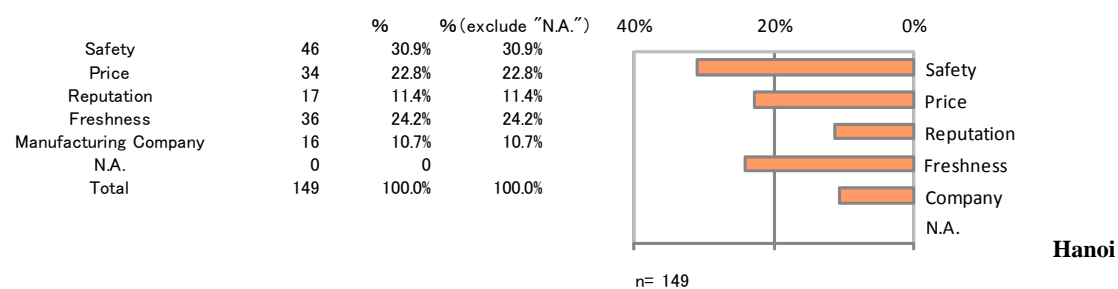 % %(exclude "N.A.")
Safety 46 30.9% 30.9%
Price 34 22.8% 22.8%
Reputation 17 11.4% 11.4%
Freshness 36 24.2% 24.2%
Manufacturing Company 16 10.7% 10.7%
N.A. 0 0
Total 149 100.0% 100.0%
40% 20% 0%
Safety
Price
Reputation
Freshness
Company
N.A.
Hanoi
n= 149